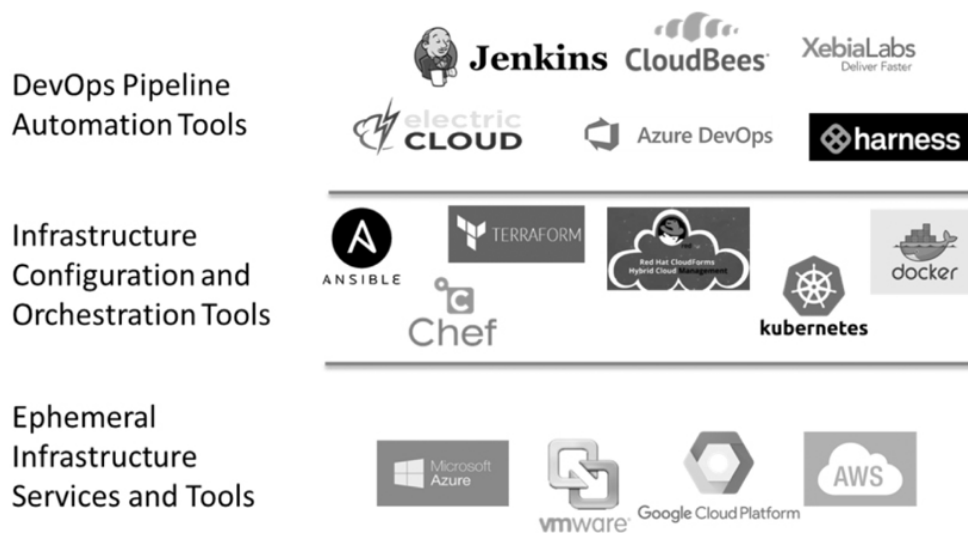 DevOps Pipeline
Automation Tools
Jenkins
CloudBees
XebiaLabs
Deliver Faster
electric
CLOUD
Azure DevOps
harness
Infrastructure
Configuration and
Orchestration Tools
ANSIBLE
TERRAFORM
Red Hat CloudForms
Hybrid Cloud Management
docker
Chef
kubernetes
Ephemeral
Infrastructure
Services and Tools
Microsoft
Azure
vmware
Google Cloud Platform
AWS